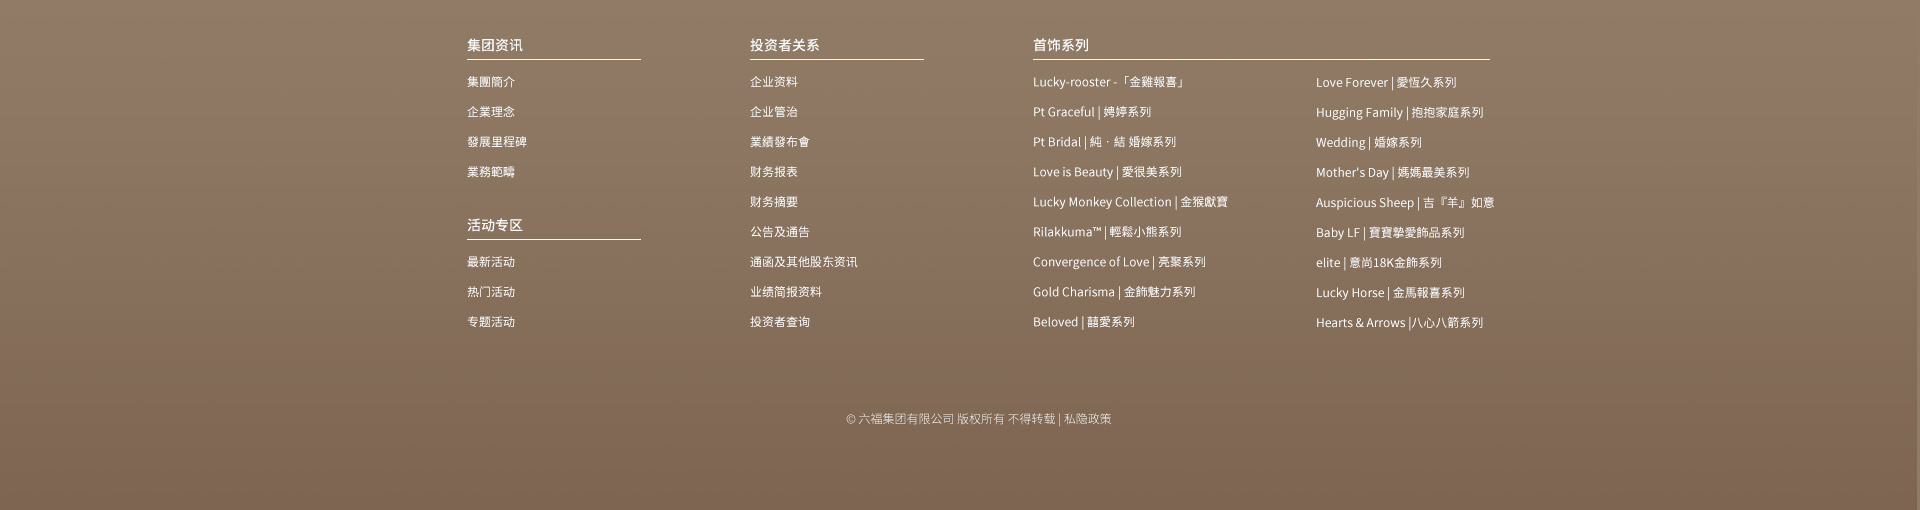 集团资讯
集團簡介
企業理念
發展里程碑
業務範疇
活动专区
最新活动
热门活动
专题活动
投资者关系
企业资料
企业管治
業績發布會
财务报表
财务摘要
公告及通告
通函及其他股东资讯
业绩简报资料
投资者查询
首饰系列
Lucky-rooster -「金雞報喜」
Pt Graceful | 娉婷系列
Pt Bridal | 純 · 結 婚嫁系列
Love is Beauty | 愛很美系列
Lucky Monkey Collection | 金猴獻寶
Rilakkuma™ | 輕鬆小熊系列
Convergence of Love | 亮聚系列
Gold Charisma | 金飾魅力系列
Beloved | 囍愛系列
Love Forever | 愛恆久系列
Hugging Family | 抱抱家庭系列
Wedding | 婚嫁系列
Mother's Day | 媽媽最美系列
Auspicious Sheep | 吉『羊』如意
Baby LF | 寶寶摯愛飾品系列
elite | 意尚18K金飾系列
Lucky Horse | 金馬報喜系列
Hearts & Arrows |八心八箭系列
© 六福集团有限公司 版权所有 不得转载 | 私隐政策